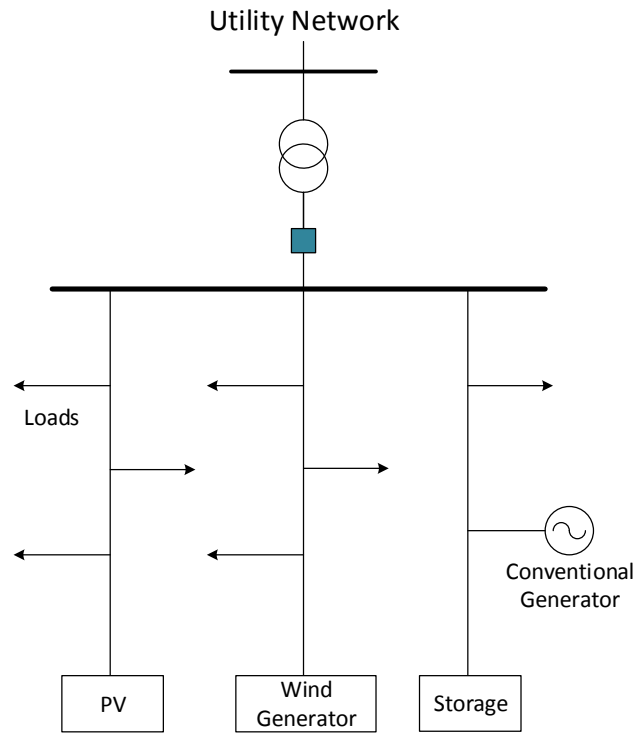 Utility Network
Loads
Conventional
Generator
PV
Wind
Generator
Storage